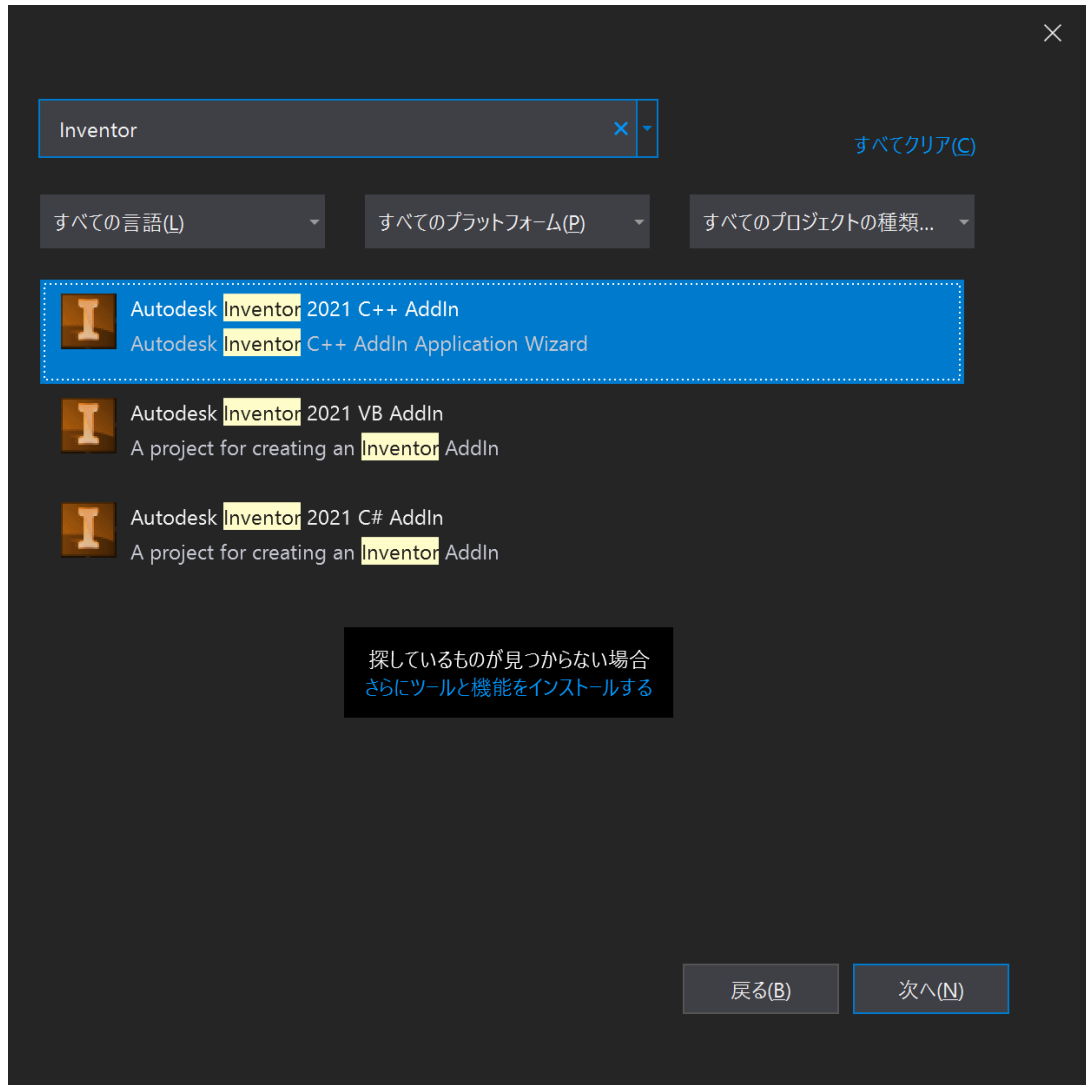 Inventor
すべてクリア(C)
すべての言語(L)
すべてのプラットフォーム(P)
すべてのプロジェクトの種類...
Autodesk Inventor 2021 C++ AddIn
Autodesk Inventor C++ AddIn Application Wizard
Autodesk Inventor 2021 VB AddIn
A project for creating an Inventor AddIn
Autodesk Inventor 2021 C# AddIn
A project for creating an Inventor AddIn
探しているものが見つからない場合
さらにツールと機能をインストールする
戻る(B)
次へ(N)